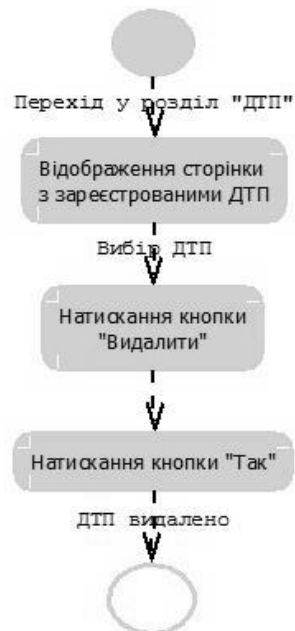 Перехід у розділ "ДТП"
Відображення сторінки
з зареєстрованими ДТП
Вибір ДТП
Натискання кнопки
"Видалити"
Натискання кнопки "Так"
ДТП видалено